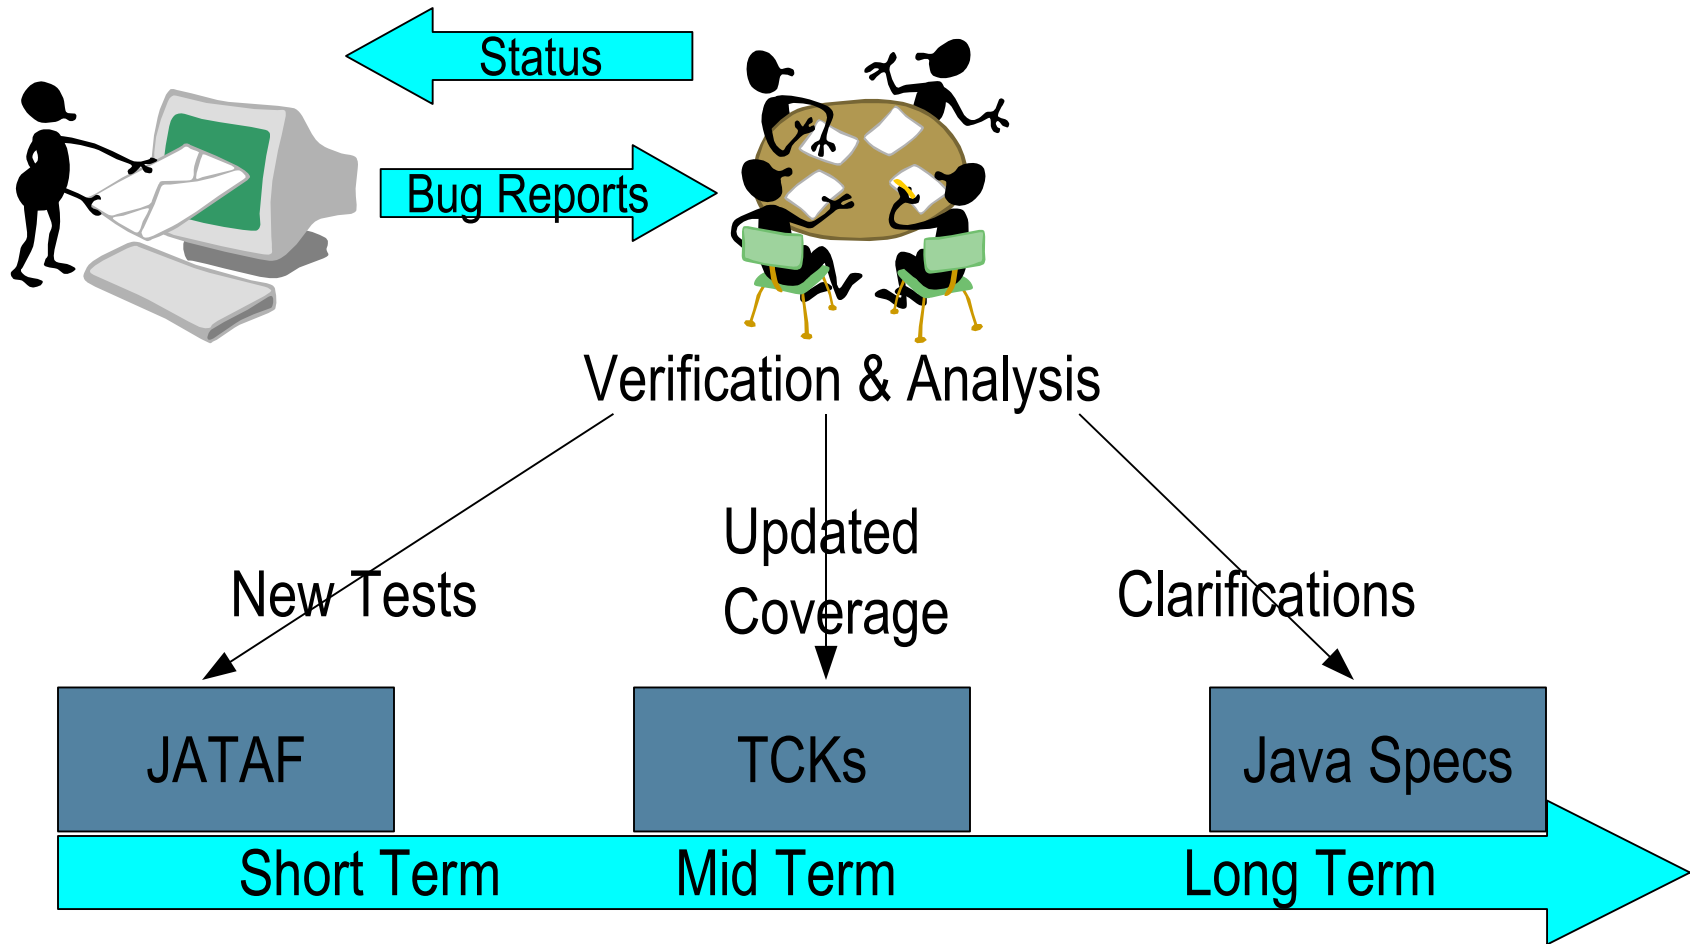 Status
Bug Reports
Verification & Analysis
New Tests
Updated
Coverage
Clarifications
JATAF
TCKs
Java Specs
Short Term
Mid Term
Long Term